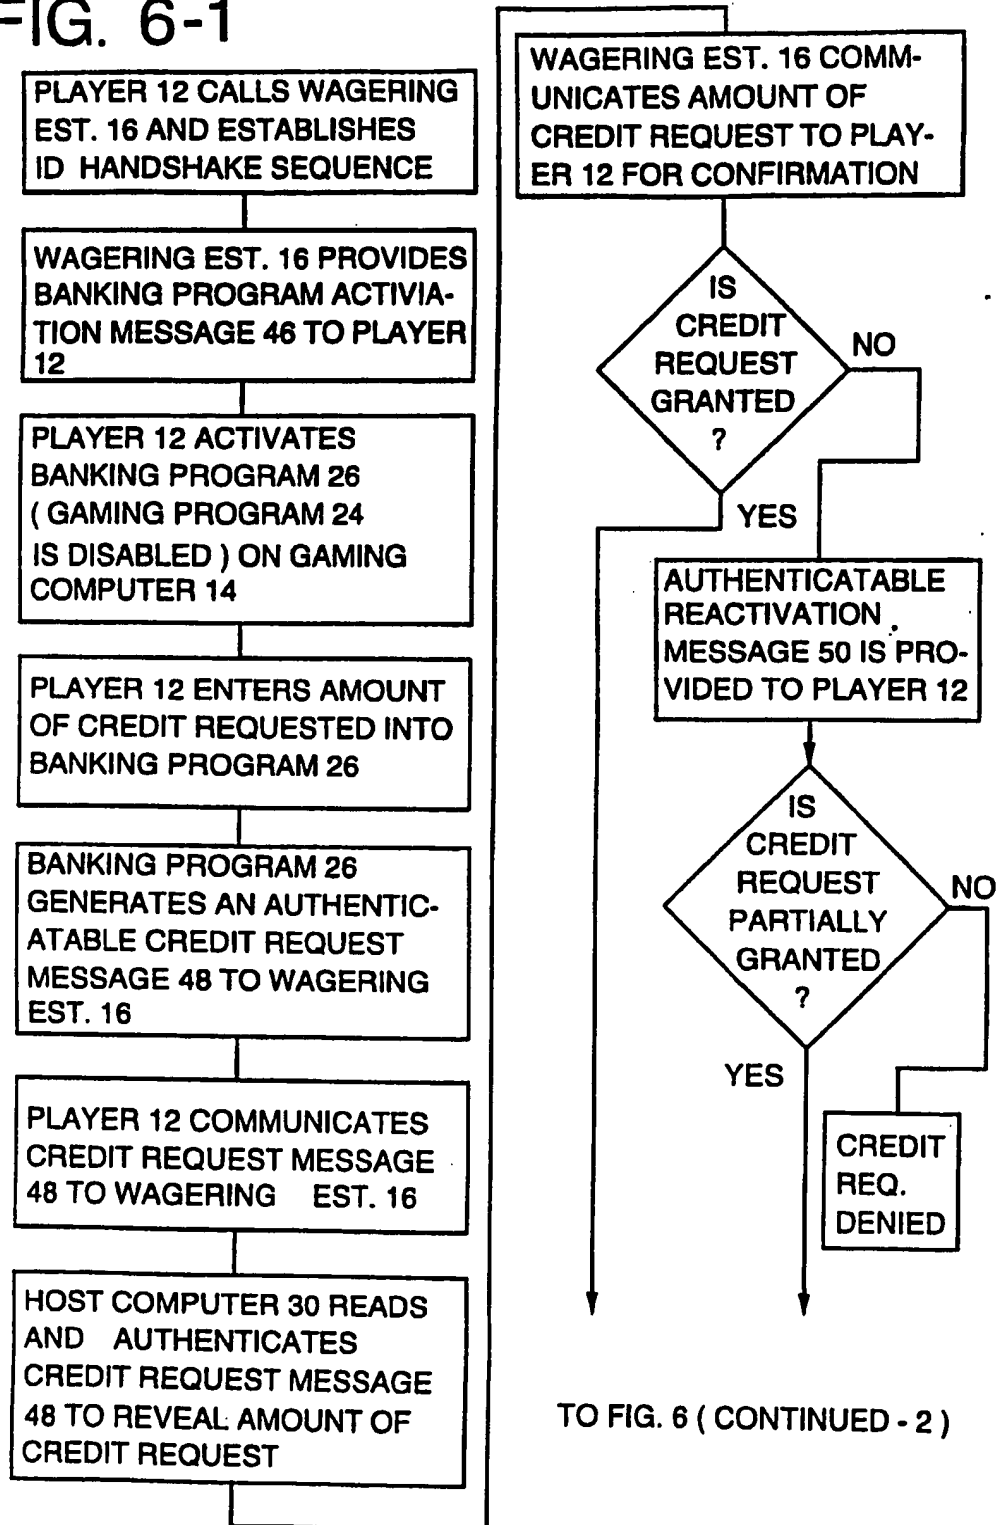 FIG. 6-1
PLAYER 12 CALLS WAGERING
EST. 16 AND ESTABLISHES
ID HANDSHAKE SEQUENCE
WAGERING EST. 16 PROVIDES
BANKING PROGRAM ACTIVIA-
TION MESSAGE 46 TO PLAYER
12
PLAYER 12 ACTIVATES
BANKING PROGRAM 26
( GAMING PROGRAM 24
IS DISABLED ) ON GAMING
COMPUTER 14
PLAYER 12 ENTERS AMOUNT
OF CREDIT REQUESTED INTO
BANKING PROGRAM 26
BANKING PROGRAM 26
GENERATES AN AUTHENTIC-
ATABLE CREDIT REQUEST
MESSAGE 48 TO WAGERING
EST. 16
PLAYER 12 COMMUNICATES
CREDIT REQUEST MESSAGE
48 TO WAGERING EST. 16
HOST COMPUTER 30 READS
AND AUTHENTICATES
CREDIT REQUEST MESSAGE
48 TO REVEAL AMOUNT OF
CREDIT REQUEST
WAGERING EST. 16 COMM-
UNICATES AMOUNT OF
CREDIT REQUEST TO PLAY-
ER 12 FOR CONFIRMATION
IS
CREDIT
REQUEST
GRANTED
?
NO
YES
AUTHENTICATABLE
REACTIVATION
MESSAGE 50 IS PRO-
VIDED TO PLAYER 12
IS
CREDIT
REQUEST
PARTIALLY
GRANTED
?
NO
YES
CREDIT
REQ.
DENIED
TO FIG. 6 ( CONTINUED - 2 )